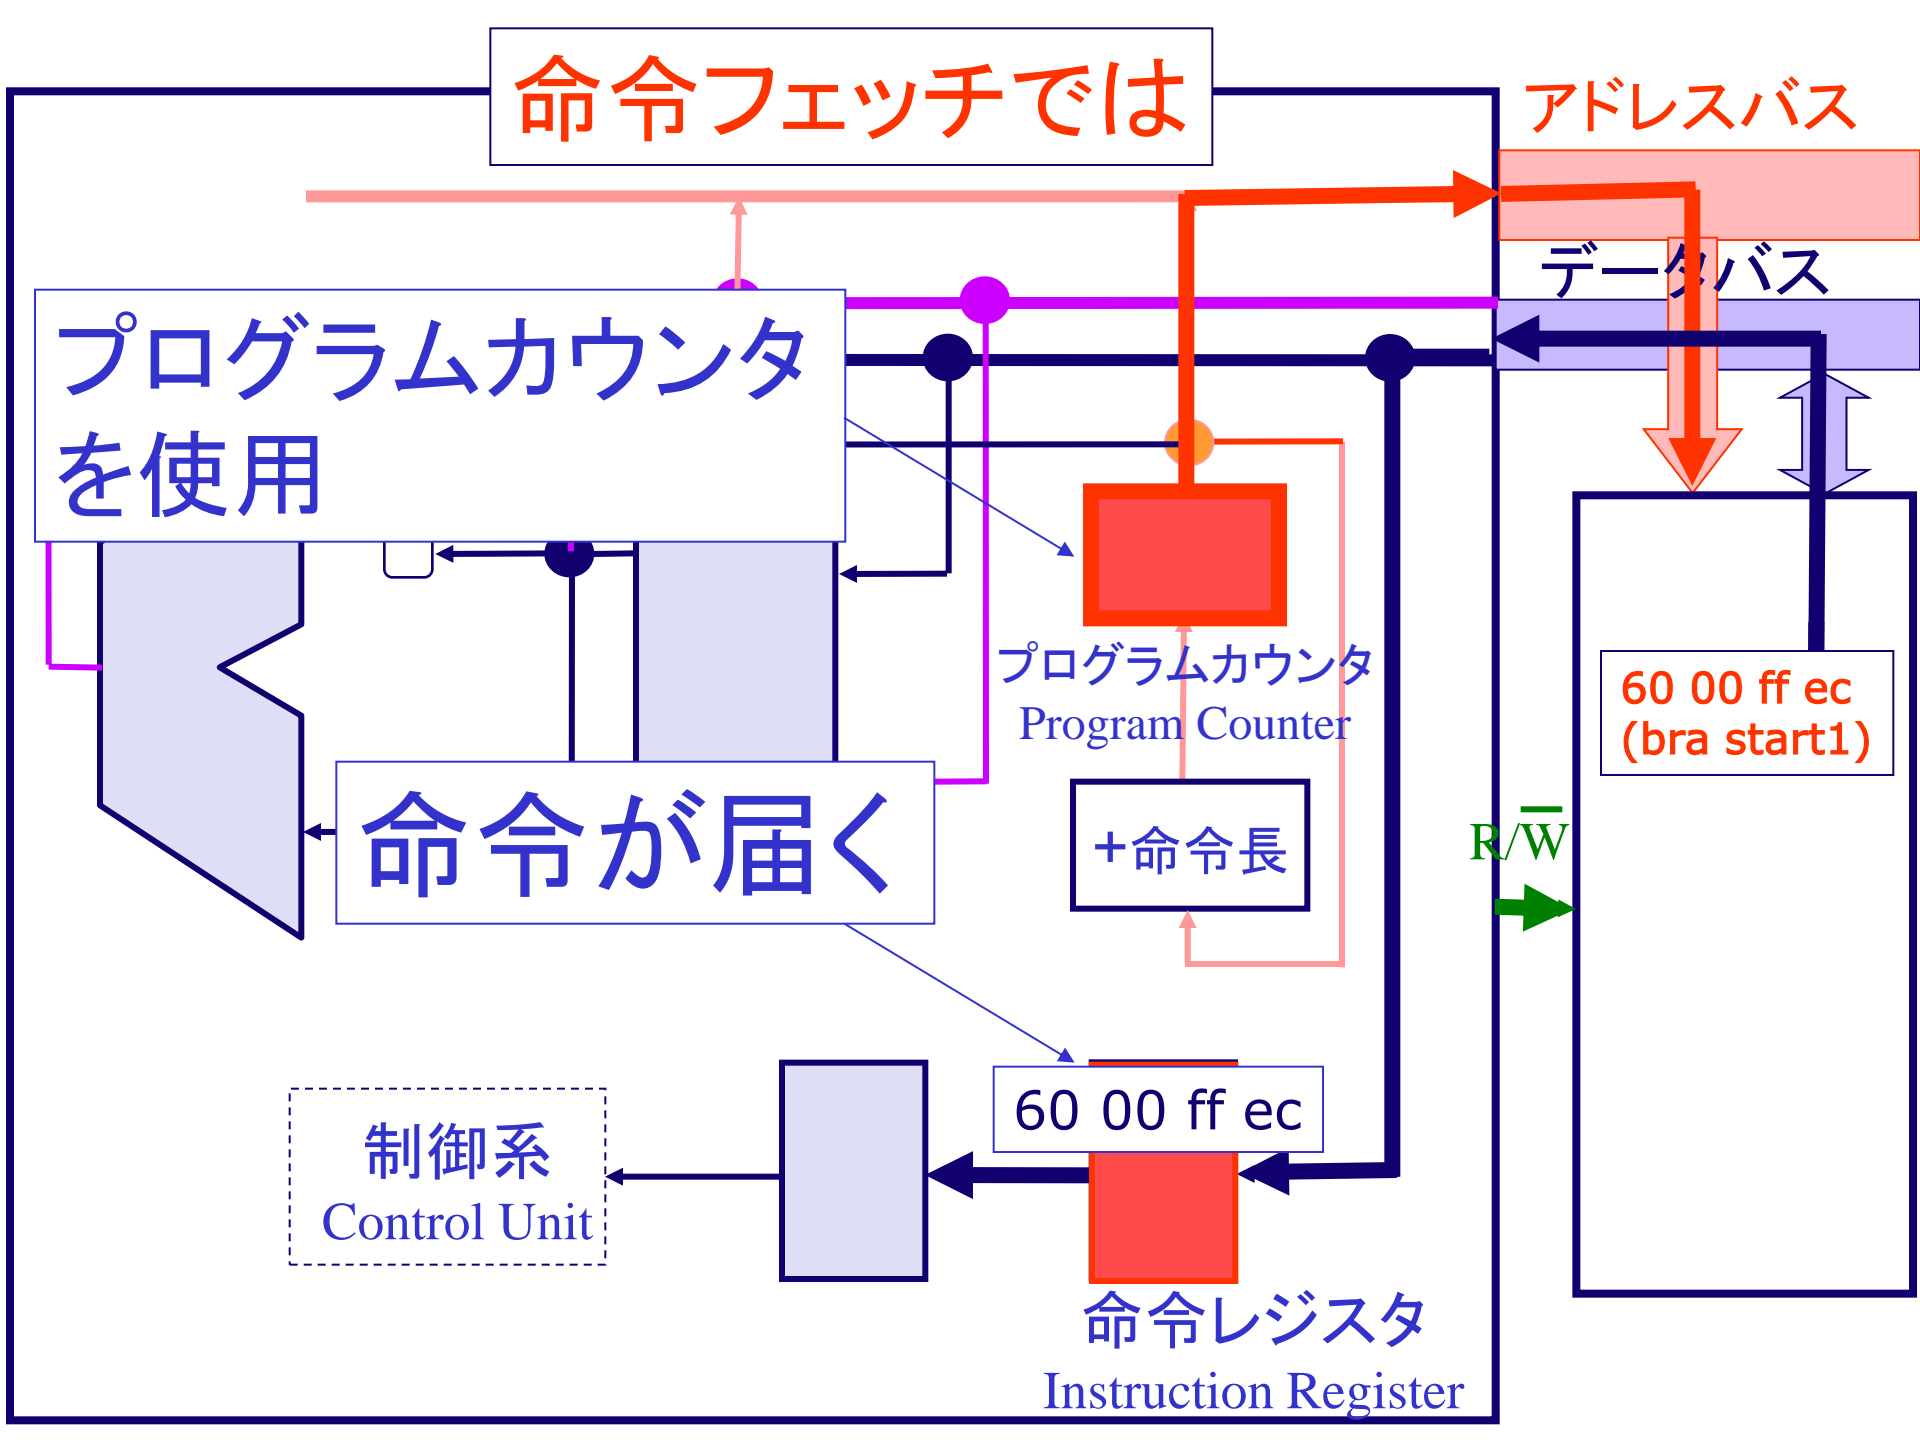 命令フェッチでは
アドレスバス
データバス
プログラムカウンタ
を使用
プログラムカウンタ
Program Counter
60 00 ff ec
(bra start1)
命令が届く
+命令長
R/W
60 00 ff ec
制御系
Control Unit
命令レジスタ
Instruction Register